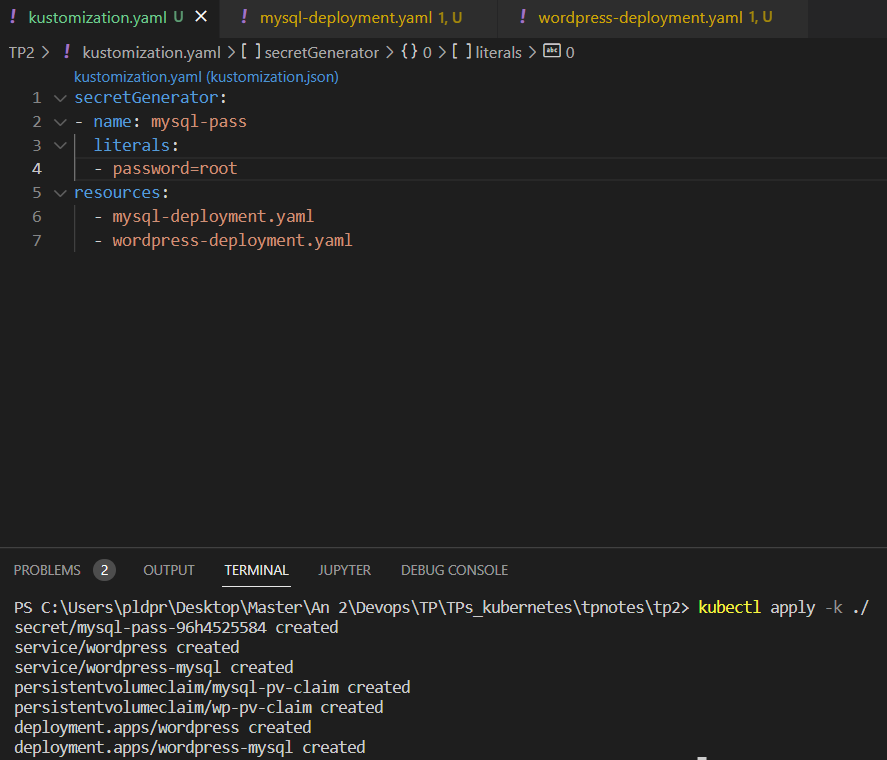 ! kustomization.yaml U ✕ ! mysql-deployment.yaml 1, U ! wordpress-deployment.yaml 1, U
TP2 > ! kustomization.yaml > [ ] secretGenerator > {} 0 > [ ] literals > abc 0
kustomization.yaml (kustomization.json)
1 secretGenerator:
2 - name: mysql-pass
3   literals:
4   - password=root
5 resources:
6   - mysql-deployment.yaml
7   - wordpress-deployment.yaml
PROBLEMS 2 OUTPUT TERMINAL JUPYTER DEBUG CONSOLE
PS C:\Users\pldpr\Desktop\Master\An 2\Devops\TP\TPs_kubernetes\tpnotes\tp2> kubectl apply -k ./
secret/mysql-pass-96h4525584 created
service/wordpress created
service/wordpress-mysql created
persistentvolumeclaim/mysql-pv-claim created
persistentvolumeclaim/wp-pv-claim created
deployment.apps/wordpress created
deployment.apps/wordpress-mysql created